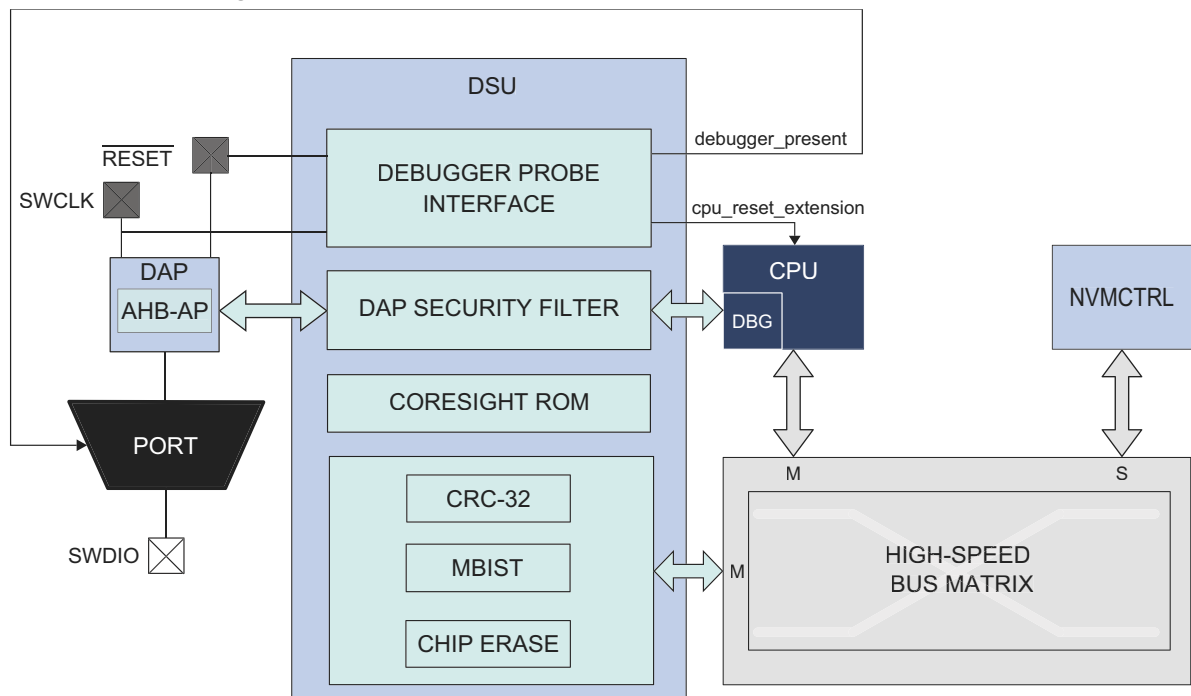 DSU
debugger_present
RESET
DEBUGGER PROBE
INTERFACE
SWCLK
cpu_reset_extension
DAP
AHB-AP
DAP SECURITY FILTER
CPU
DBG
NVMCTRL
CORESIGHT ROM
PORT
M
S
CRC-32
SWDIO
MBIST
M
HIGH-SPEED
BUS MATRIX
CHIP ERASE